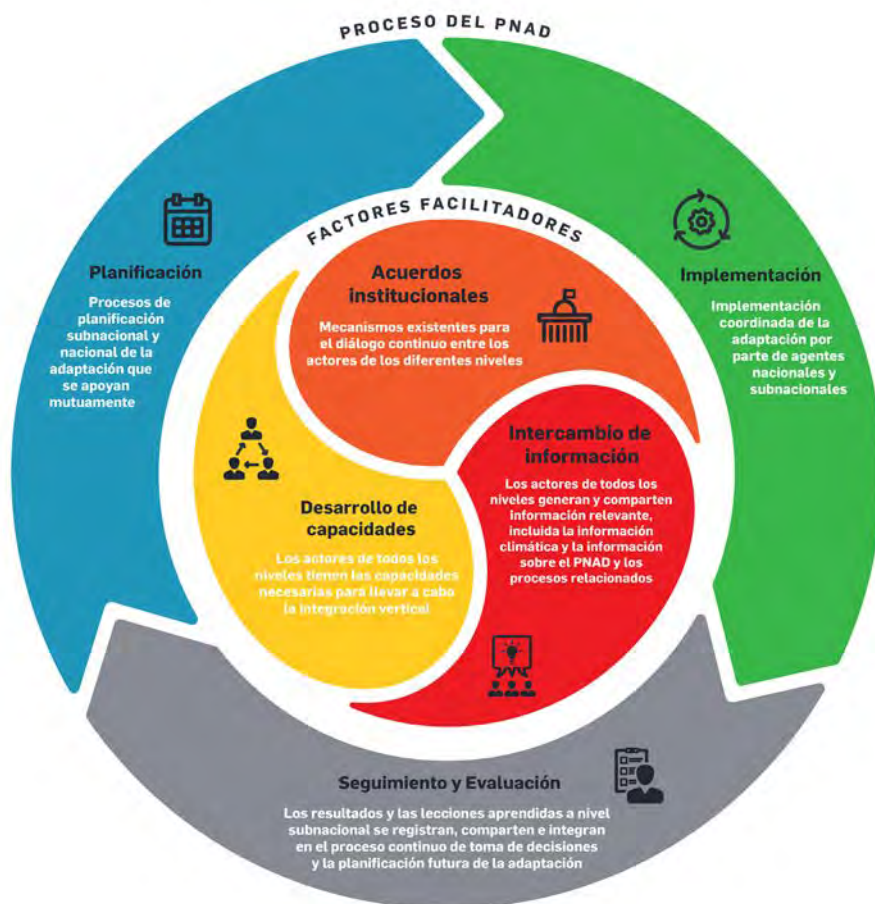 PROCESO DEL PNAD
FACTORES FACILITADORES
Planificación
Procesos de
planificación
subnacional y
nacional de la
adaptación que
se apoyan
mutuamente
Acuerdos
institucionales
Mecanismos existentes para
el diálogo continuo entre los
actores de los diferentes niveles
Implementación
Implementación
coordinada de la
adaptación por
parte de agentes
nacionales y
subnacionales
Intercambio de
información
Los actores de todos los
niveles generan y comparten
información relevante,
incluida la información
climática y la información
sobre el PNAD y los
procesos relacionados
Desarrollo de
capacidades
Los actores de todos los
niveles tienen las capacidades
necesarias para llevar a cabo
la integración vertical
Seguimiento y Evaluación
Los resultados y las lecciones aprendidas a nivel
subnacional se registran, comparten e integran
en el proceso continuo de toma de decisiones
y la planificación futura de la adaptación